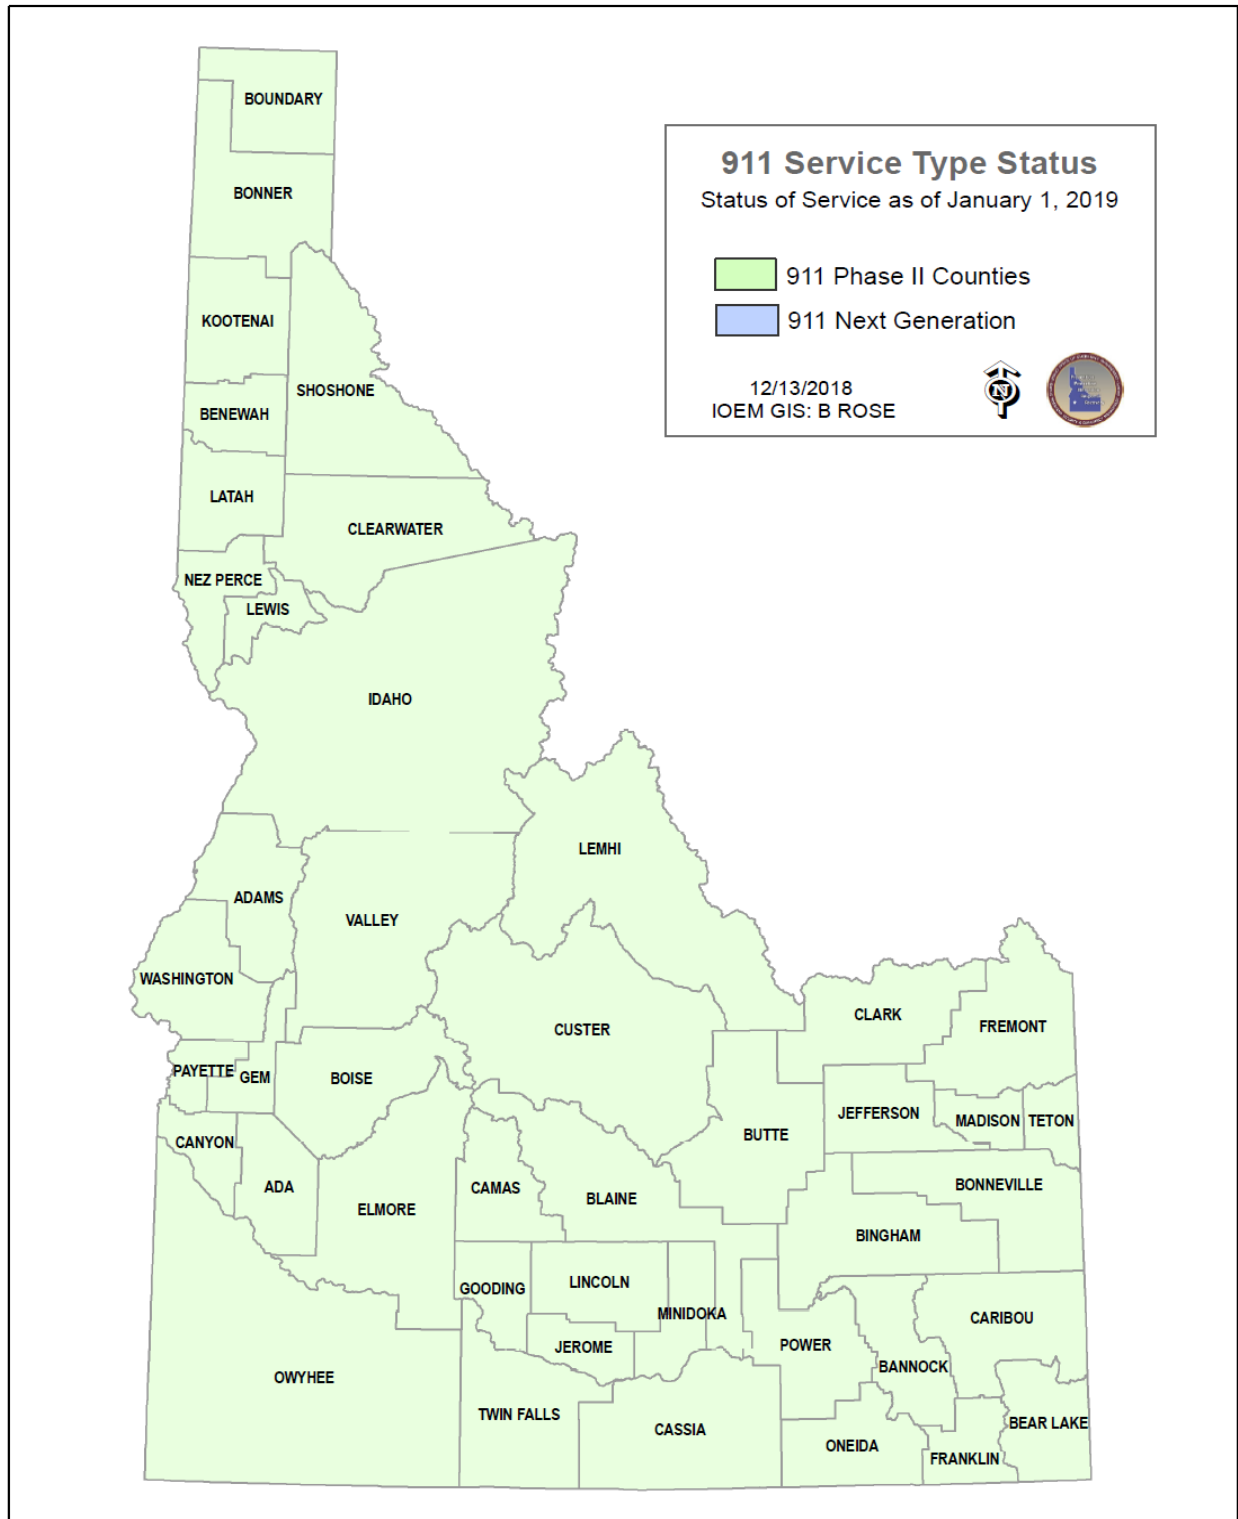 BOUNDARY
911 Service Type Status
Status of Service as of January 1, 2019
BONNER
911 Phase II Counties
KOOTENAI
911 Next Generation
SHOSHONE
12/13/2018
N
BENEWAH
IOEM GIS: B ROSE
LATAH
CLEARWATER
NEZ PERCE
LEWIS
IDAHO
LEMHI
ADAMS
VALLEY
WASHINGTON
CLARK
FREMONT
CUSTER
PAYETTE
GEM
BOISE
JEFFERSON
MADISON
TETON
CANYON
BUTTE
ADA
CAMAS
BLAINE
BONNEVILLE
ELMORE
BINGHAM
GOODING
LINCOLN
MINIDOKA
CARIBOU
JEROME
POWER
BANNOCK
OWYHEE
TWIN FALLS
CASSIA
BEAR LAKE
ONEIDA
FRANKLIN